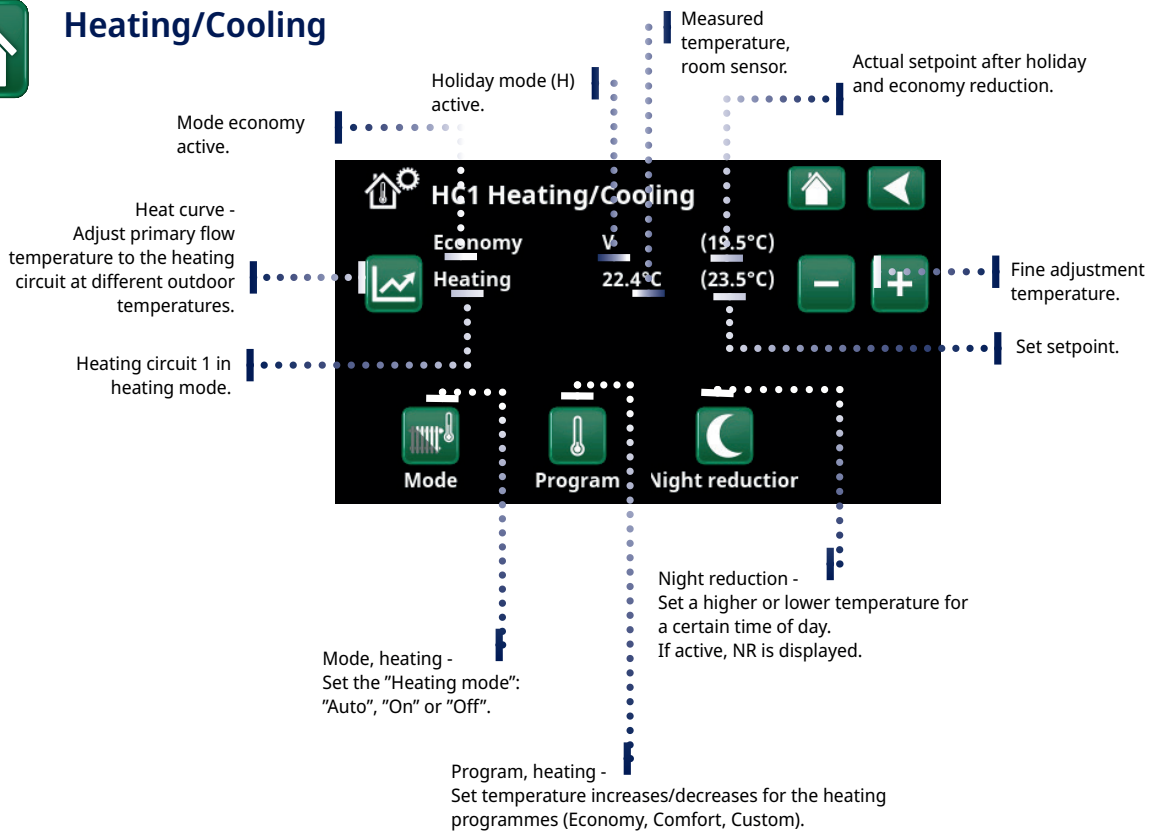 Heating/Cooling
Measured
temperature,
room sensor.
Actual setpoint after holiday
and economy reduction.
Holiday mode (H)
active.
Mode economy
active.
Heat curve -
Adjust primary flow
temperature to the heating
circuit at different outdoor
temperatures.
Heating circuit 1 in
heating mode.
HC1 Heating/Cooling
Economy V (19.5°C)
Heating 22.4°C (23.5°C)
Mode Program Night reduction
Fine adjustment
temperature.
Set setpoint.
Night reduction -
Set a higher or lower temperature for
a certain time of day.
If active, NR is displayed.
Mode, heating -
Set the ”Heating mode”:
”Auto”, ”On” or ”Off”.
Program, heating -
Set temperature increases/decreases for the heating
programmes (Economy, Comfort, Custom).